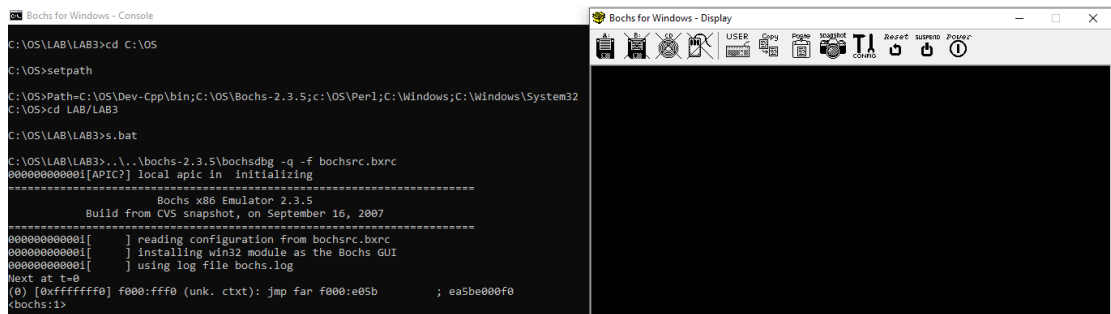 Bochs for Windows - Console
C:\OS\LAB\LAB3>cd C:\OS
C:\OS>setpath
C:\OS>Path=C:\OS\Dev-Cpp\bin;C:\OS\Bochs-2.3.5;c:\OS\Perl;C:\Windows;C:\Windows\System32
C:\OS>cd LAB/LAB3
C:\OS\LAB\LAB3>s.bat
C:\OS\LAB\LAB3>..\..\bochs-2.3.5\bochsdbg -q -f bochsrc.bxrc
00000000000i[APIC?] local apic in  initializing
========================================================================
Bochs x86 Emulator 2.3.5
Build from CVS snapshot, on September 16, 2007
========================================================================
00000000000i[     ] reading configuration from bochsrc.bxrc
00000000000i[     ] installing win32 module as the Bochs GUI
00000000000i[     ] using log file bochs.log
Next at t=0
(0) [0xfffffff0] f000:fff0 (unk. ctxt): jmp far f000:e05b         ; ea5be000f0
<bochs:1>
Bochs for Windows - Display
A: B: CD USER Copy Paste snapshot CONFIG Reset suspend Power